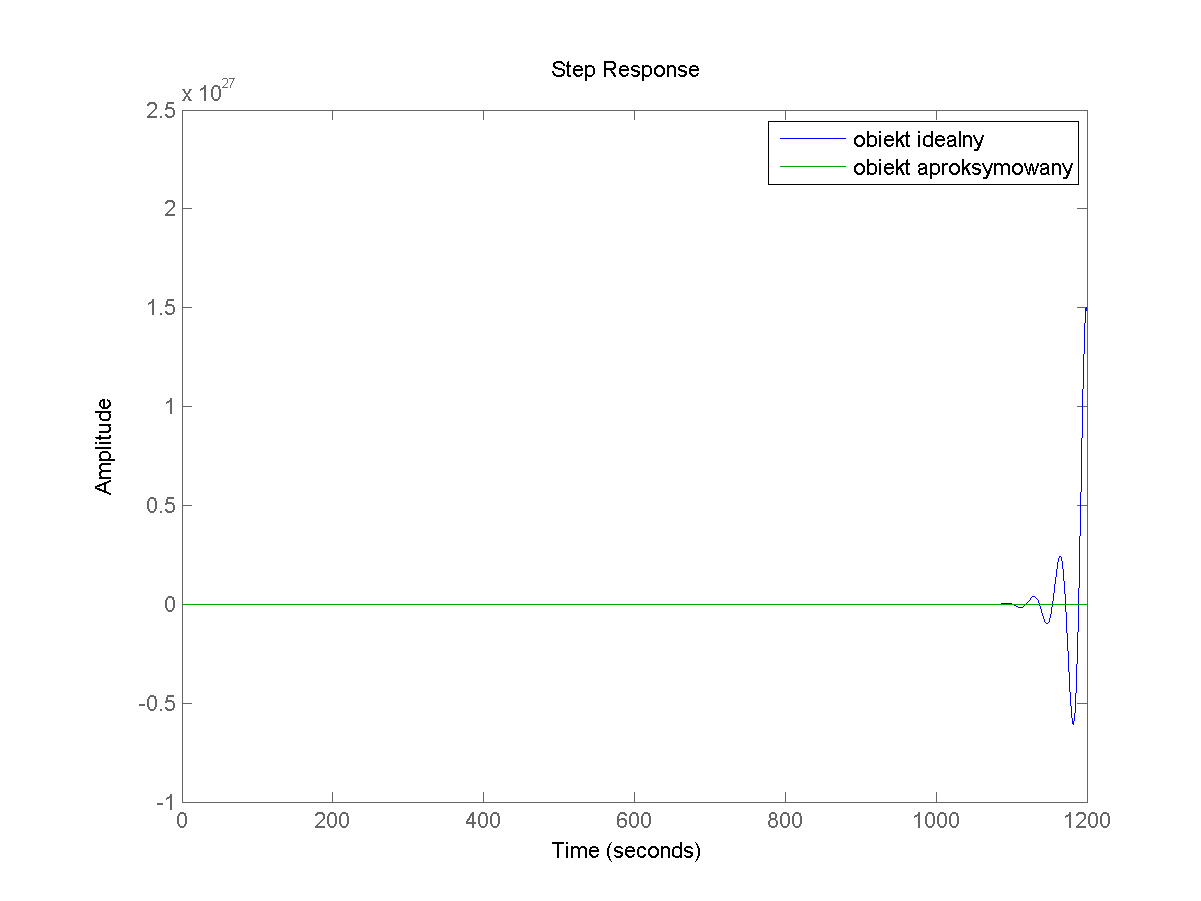 Step Response
x 10^27
2.5
2
1.5
1
0.5
0
-0.5
-1
Amplitude
obiekt idealny
obiekt aproksymowany
0 200 400 600 800 1000 1200
Time (seconds)